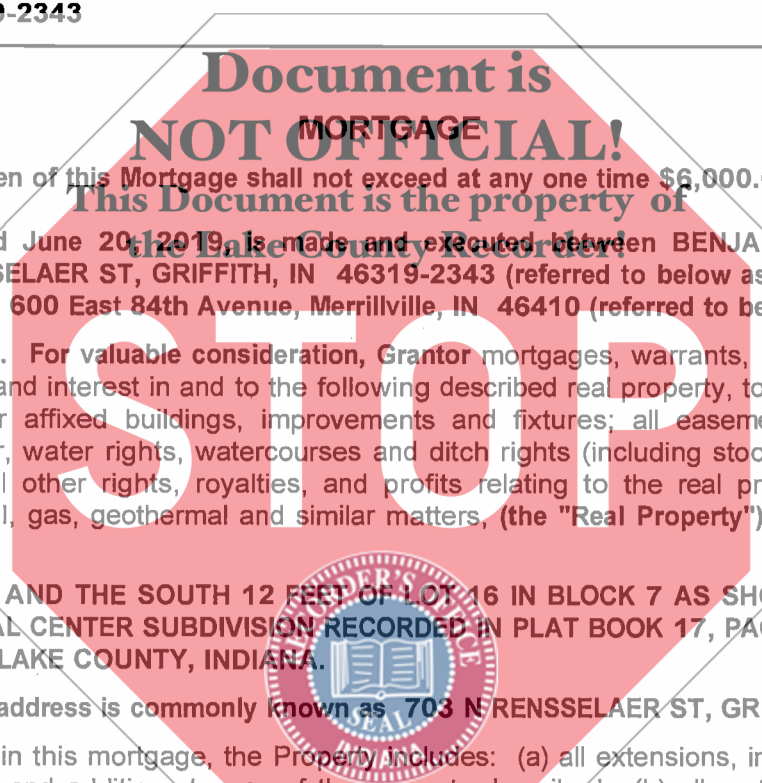 9-2343
Document is
NOT OFFICIAL!
MORTGAGE
en of this Mortgage shall not exceed at any one time $6,000.
This Document is the property of
the Lake County Recorder!
d June 20, 2019, is made and executed between BENJA
SELAER ST, GRIFFITH, IN 46319-2343 (referred to below as
600 East 84th Avenue, Merrillville, IN 46410 (referred to be
. For valuable consideration, Grantor mortgages, warrants,
and interest in and to the following described real property, to
r affixed buildings, improvements and fixtures; all easeme
r, water rights, watercourses and ditch rights (including stoc
l other rights, royalties, and profits relating to the real pr
l, gas, geothermal and similar matters, (the "Real Property")
STOP
AND THE SOUTH 12 FEET OF LOT 16 IN BLOCK 7 AS SHO
AL CENTER SUBDIVISION RECORDED IN PLAT BOOK 17, PAG
LAKE COUNTY, INDIANA.
RECORDER'S OFFICE
SEAL
INDIANA
address is commonly known as 703 N RENSSELAER ST, GR
in this mortgage, the Property includes: (a) all extensions, i